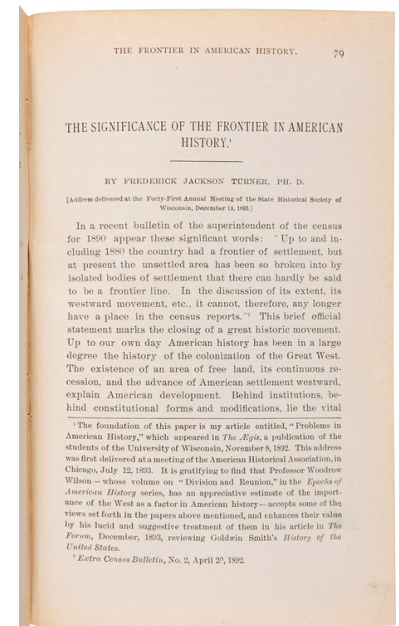 THE FRONTIER IN AMERICAN HISTORY. 79
THE SIGNIFICANCE OF THE FRONTIER IN AMERICAN
HISTORY.¹
BY FREDERICK JACKSON TURNER, PH. D.
[Address delivered at the Forty-First Annual Meeting of the State Historical Society of
Wisconsin, December 14, 1893.]
In a recent bulletin of the superintendent of the census
for 1890 appear these significant words: "Up to and in-
cluding 1880 the country had a frontier of settlement, but
at present the unsettled area has been so broken into by
isolated bodies of settlement that there can hardly be said
to be a frontier line. In the discussion of its extent, its
westward movement, etc., it cannot, therefore, any longer
have a place in the census reports."² This brief official
statement marks the closing of a great historic movement.
Up to our own day American history has been in a large
degree the history of the colonization of the Great West.
The existence of an area of free land, its continuous re-
cession, and the advance of American settlement westward,
explain American development. Behind institutions, be-
hind constitutional forms and modifications, lie the vital
¹ The foundation of this paper is my article entitled, "Problems in
American History," which appeared in The Ægis, a publication of the
students of the University of Wisconsin, November 8, 1892. This address
was first delivered at a meeting of the American Historical Association, in
Chicago, July 12, 1893. It is gratifying to find that Professor Woodrow
Wilson — whose volume on "Division and Reunion," in the Epochs of
American History series, has an appreciative estimate of the import-
ance of the West as a factor in American history — accepts some of the
views set forth in the papers above mentioned, and enhances their value
by his lucid and suggestive treatment of them in his article in The
Forum, December, 1893, reviewing Goldwin Smith's History of the
United States.
² Extra Census Bulletin, No. 2, April 20, 1892.